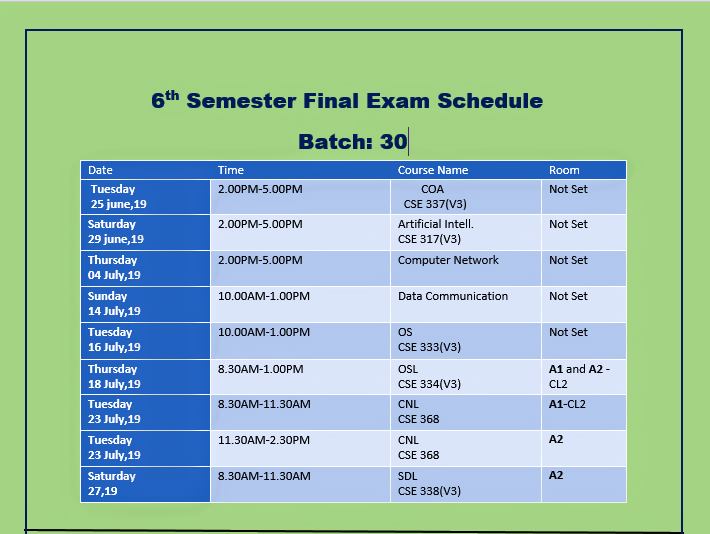 6th Semester Final Exam Schedule
Batch: 30
Date Time Course Name Room
Tuesday 2.00PM-5.00PM COA Not Set
25 june,19 CSE 337(V3)
Saturday 2.00PM-5.00PM Artificial Intell. Not Set
29 june,19 CSE 317(V3)
Thursday 2.00PM-5.00PM Computer Network Not Set
04 July,19
Sunday 10.00AM-1.00PM Data Communication Not Set
14 July,19
Tuesday 10.00AM-1.00PM OS Not Set
16 July,19 CSE 333(V3)
Thursday 8.30AM-1.00PM OSL A1 and A2 -
18 July,19 CSE 334(V3) CL2
Tuesday 8.30AM-11.30AM CNL A1-CL2
23 July,19 CSE 368
Tuesday 11.30AM-2.30PM CNL A2
23 July,19 CSE 368
Saturday 8.30AM-11.30AM SDL A2
27,19 CSE 338(V3)